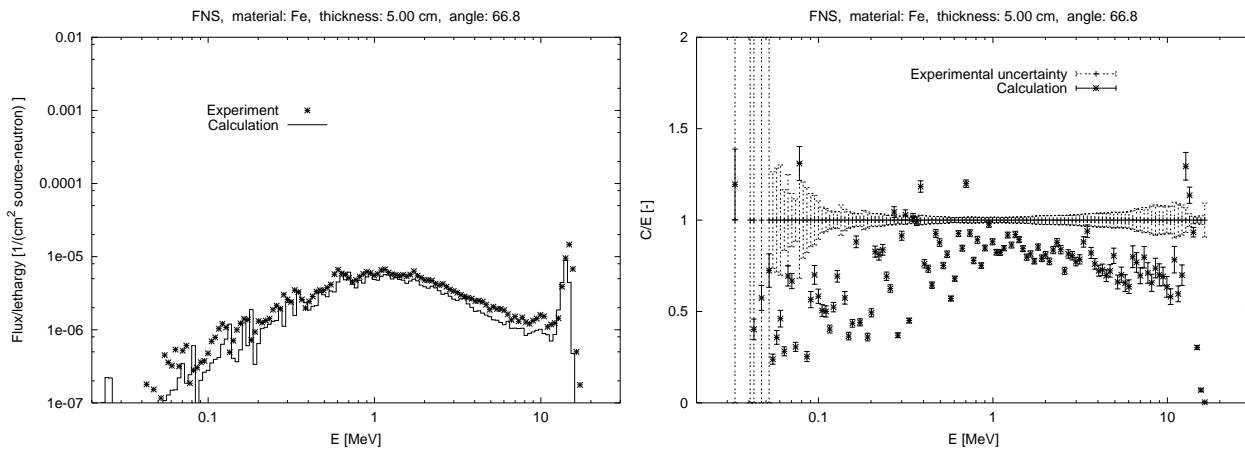 FNS, material: Fe, thickness: 5.00 cm, angle: 66.8
0.01
0.001
0.0001
1e-05
1e-06
1e-07
Flux/lethargy [1/(cm² source-neutron) ]
Experiment
Calculation
0.1
1
10
E [MeV]
FNS, material: Fe, thickness: 5.00 cm, angle: 66.8
2
1.5
1
0.5
0
C/E [-]
Experimental uncertainty
Calculation
0.1
1
10
E [MeV]